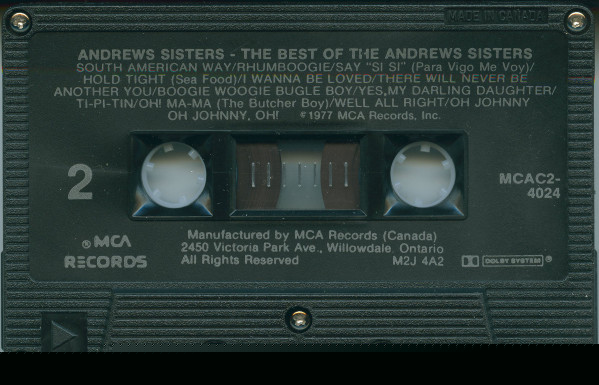 MADE IN CANADA
ANDREWS SISTERS - THE BEST OF THE ANDREWS SISTERS
SOUTH AMERICAN WAY/RHUMBOOGIE/SAY "SI SI" (Para Vigo Me Voy)/
HOLD TIGHT (Sea Food)/I WANNA BE LOVED/THERE WILL NEVER BE
ANOTHER YOU/BOOGIE WOOGIE BUGLE BOY/YES,MY DARLING DAUGHTER/
TI-PI-TIN/OH! MA-MA (The Butcher Boy)/WELL ALL RIGHT/OH JOHNNY
OH JOHNNY, OH! ℗1977 MCA Records, Inc.
2
MCAC2-
4024
®MCA
RECORDS
Manufactured by MCA Records (Canada)
2450 Victoria Park Ave., Willowdale, Ontario
All Rights Reserved M2J 4A2
DOLBY SYSTEM ®